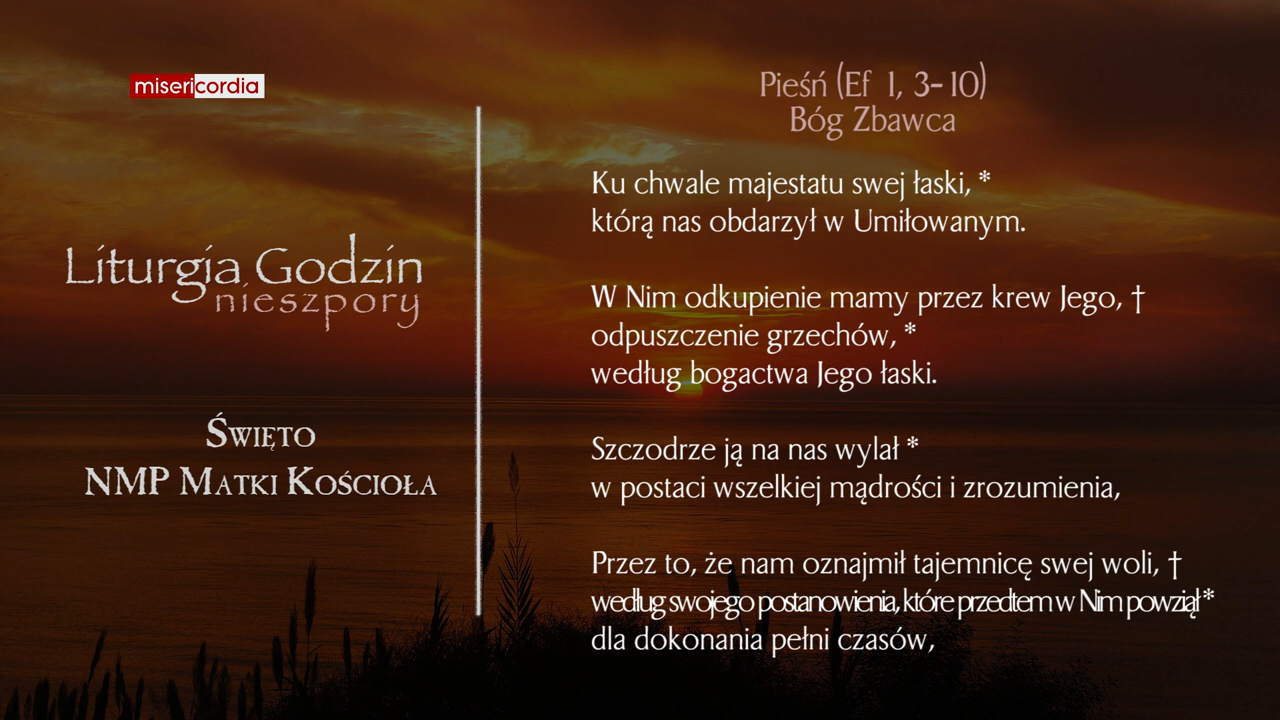 misericordia
Liturgia Godzin
nieszpory
Święto
NMP Matki Kościoła
Pieśń (Ef 1, 3-10)
Bóg Zbawca
Ku chwale majestatu swej łaski, *
którą nas obdarzył w Umiłowanym.
W Nim odkupienie mamy przez krew Jego, †
odpuszczenie grzechów, *
według bogactwa Jego łaski.
Szczodrze ją na nas wylał *
w postaci wszelkiej mądrości i zrozumienia,
Przez to, że nam oznajmił tajemnicę swej woli, †
według swojego postanowienia, które przedtem w Nim powziął *
dla dokonania pełni czasów,